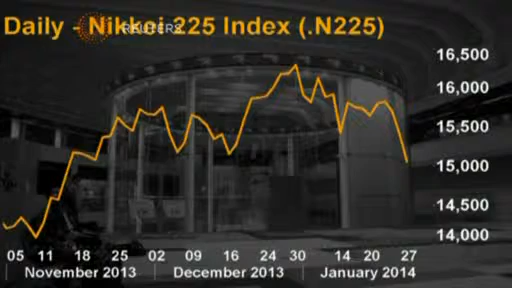 Daily - Nikkei 225 Index (.N225)
REUTERS
16,500
16,000
15,500
15,000
14,500
14,000
05 11 18 25 02 09 16 24 30 14 20 27
November 2013 December 2013 January 2014